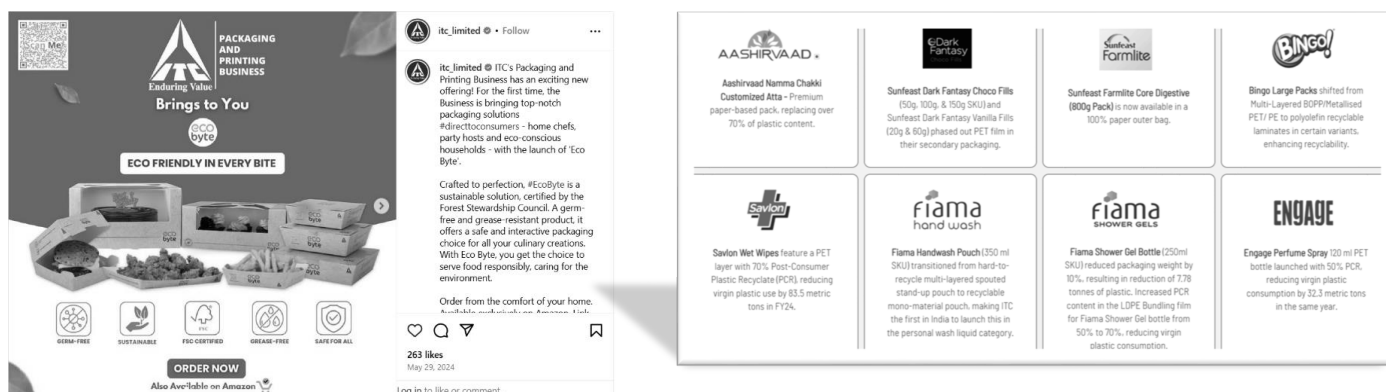 Scan Me!
ITC
Enduring Value
PACKAGING
AND
PRINTING
BUSINESS
Brings to You
eco
byte
ECO FRIENDLY IN EVERY BITE
eco
byte
eco
byte
eco
byte
eco
byte
GERM-FREE
SUSTAINABLE
FSC
FSC CERTIFIED
GREASE-FREE
SAFE FOR ALL
ORDER NOW
Also Available on Amazon
itc_limited • Follow
itc_limited ITC's Packaging and
Printing Business has an exciting new
offering! For the first time, the
Business is bringing top-notch
packaging solutions
#directtoconsumers - home chefs,
party hosts and eco-conscious
households - with the launch of 'Eco
Byte'.
Crafted to perfection, #EcoByte is a
sustainable solution, certified by the
Forest Stewardship Council. A germ-
free and grease-resistant product, it
offers a safe and interactive packaging
choice for all your culinary creations.
With Eco Byte, you get the choice to
serve food responsibly, caring for the
environment.
Order from the comfort of your home.
Available exclusively on Amazon. Link
263 likes
May 29, 2024
Log in to like or comment.
AASHIRVAAD
Aashirvaad Namma Chakki
Customized Atta - Premium
paper-based pack, replacing over
70% of plastic content.
Dark
Fantasy
Choco Fills
Sunfeast Dark Fantasy Choco Fills
(50g, 100g, & 150g SKU) and
Sunfeast Dark Fantasy Vanilla Fills
(20g & 60g) phased out PET film in
their secondary packaging.
Sunfeast
Farmlite
Sunfeast Farmlite Core Digestive
(800g Pack) is now available in a
100% paper outer bag.
BINGO!
Bingo Large Packs shifted from
Multi-Layered BOPP/Metallised
PET/ PE to polyolefin recyclable
laminates in certain variants,
enhancing recyclability.
Savlon
Savlon Wet Wipes feature a PET
layer with 70% Post-Consumer
Plastic Recyclate (PCR), reducing
virgin plastic use by 83.5 metric
tons in FY24.
fiama
hand wash
Fiama Handwash Pouch (350 ml
SKU) transitioned from hard-to-
recycle multi-layered spouted
stand-up pouch to recyclable
mono-material pouch, making ITC
the first in India to launch this in
the personal wash liquid category.
fiama
SHOWER GELS
Fiama Shower Gel Bottle (250ml
SKU) reduced packaging weight by
10%, resulting in reduction of 7.78
tonnes of plastic. Increased PCR
content in the LDPE Bundling film
for Fiama Shower Gel bottle from
50% to 70%, reducing virgin
plastic consumption.
ENGAGE
Engage Perfume Spray 120 ml PET
bottle launched with 50% PCR,
reducing virgin plastic
consumption by 32.3 metric tons
in the same year.